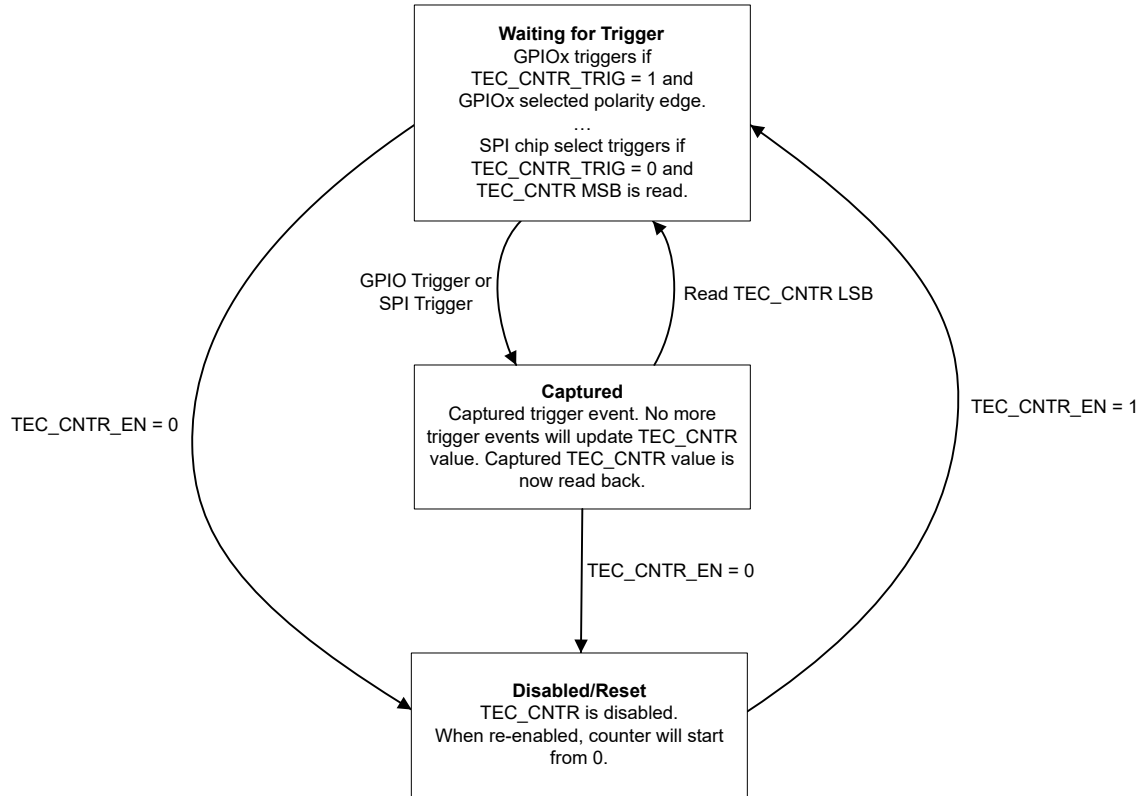 Waiting for Trigger
GPIOx triggers if
TEC_CNTR_TRIG = 1 and
GPIOx selected polarity edge.
…
SPI chip select triggers if
TEC_CNTR_TRIG = 0 and
TEC_CNTR MSB is read.
GPIO Trigger or
SPI Trigger
Read TEC_CNTR LSB
Captured
Captured trigger event. No more
trigger events will update TEC_CNTR
value. Captured TEC_CNTR value is
now read back.
TEC_CNTR_EN = 0
TEC_CNTR_EN = 1
TEC_CNTR_EN = 0
Disabled/Reset
TEC_CNTR is disabled.
When re-enabled, counter will start
from 0.